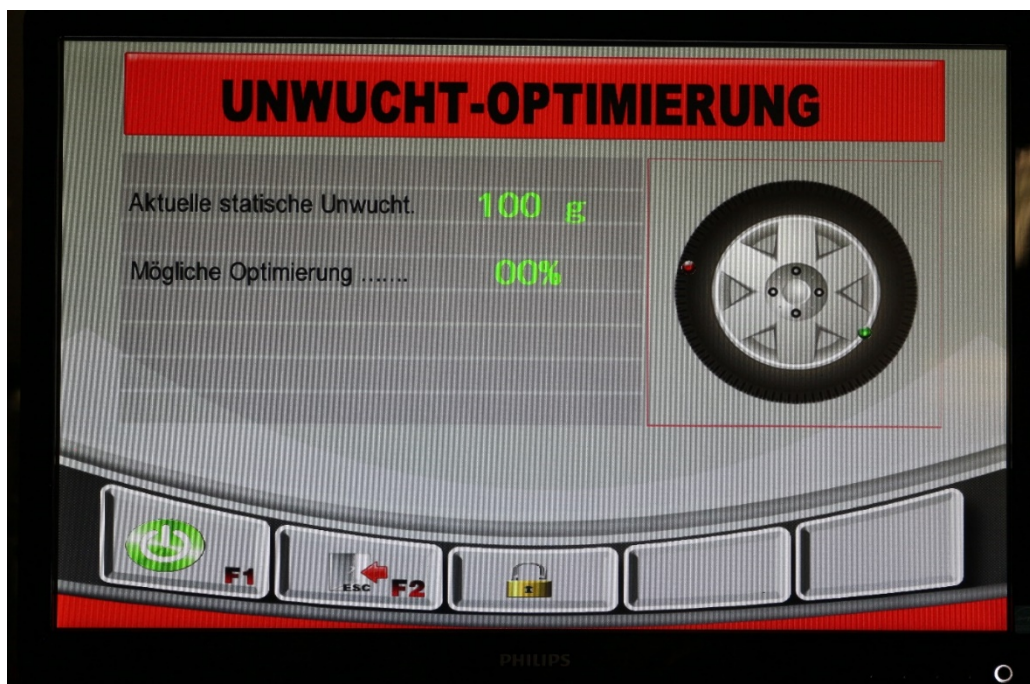 UNWUCHT-OPTIMIERUNG
Aktuelle statische Unwucht. 100 g
Mögliche Optimierung ....... 00%
F1
ESC F2
PHILIPS